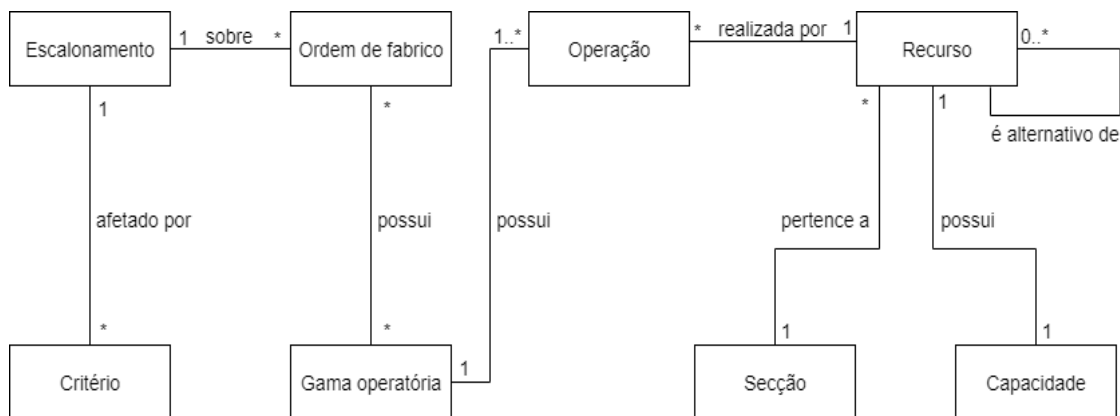 Escalonamento
1
sobre
*
Ordem de fabrico
1..*
Operação
*
realizada por
1
Recurso
0..*
1
*
*
1
é alternativo de
afetado por
possui
possui
pertence a
possui
*
*
1
1
1
Critério
Gama operatória
Secção
Capacidade